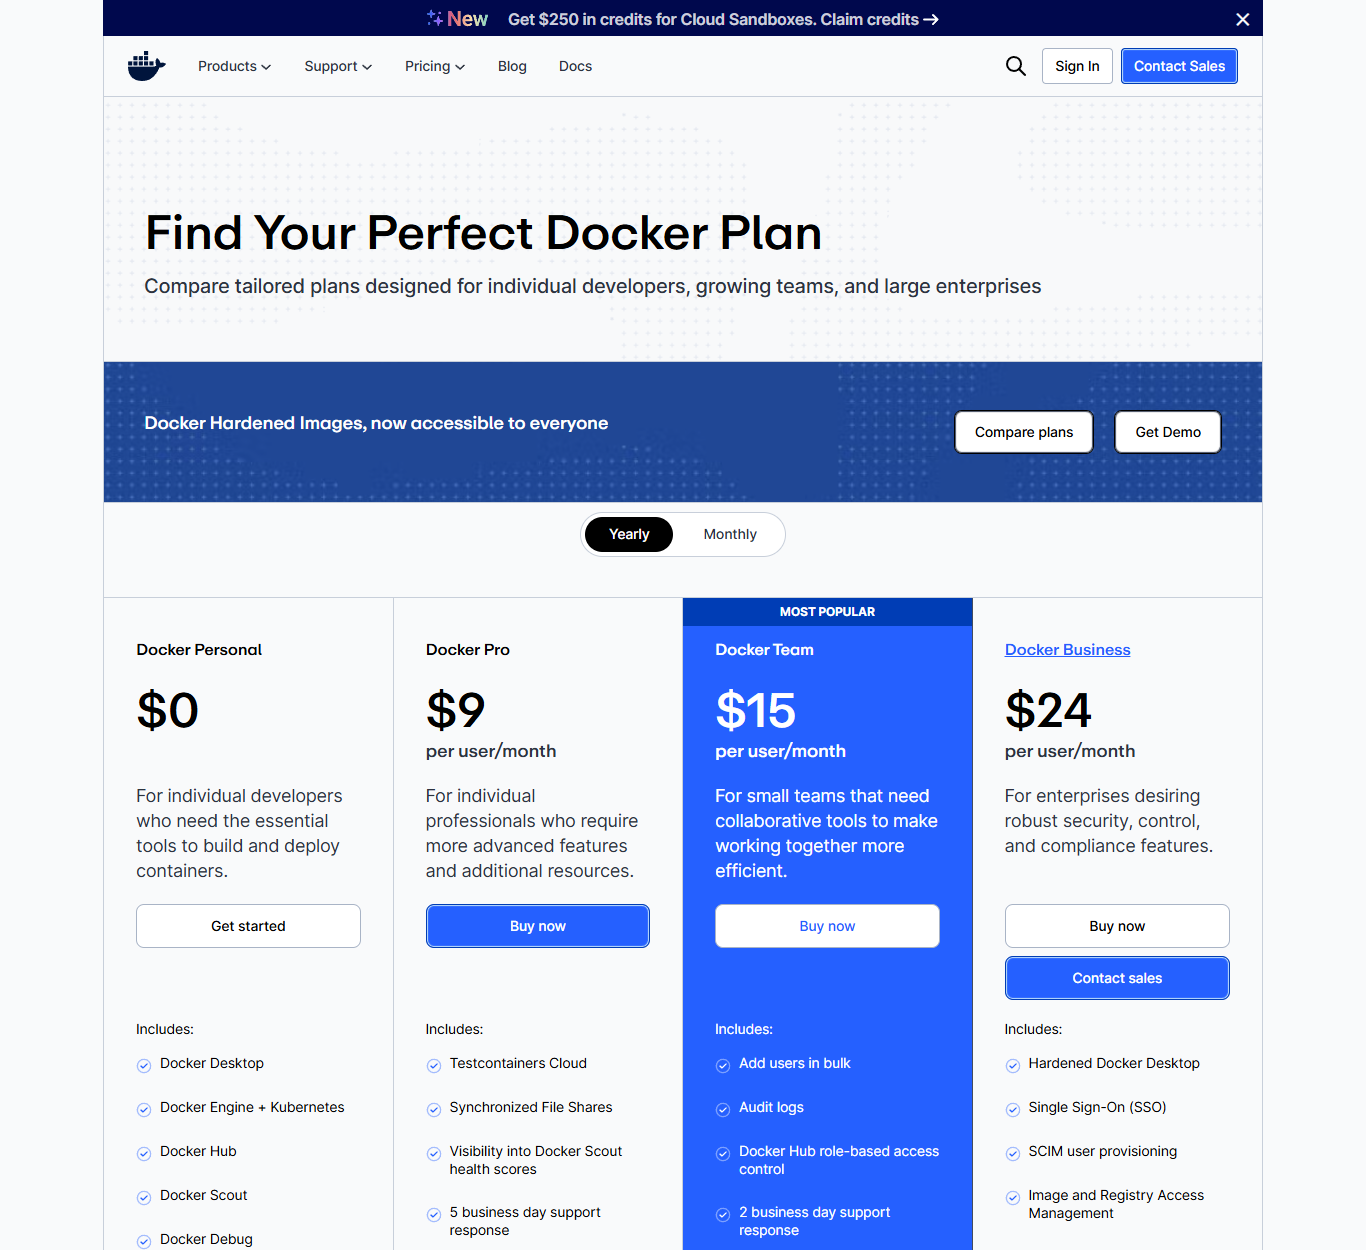 New Get $250 in credits for Cloud Sandboxes. Claim credits →
Products Support Pricing Blog Docs Sign In Contact Sales
Find Your Perfect Docker Plan
Compare tailored plans designed for individual developers, growing teams, and large enterprises
Docker Hardened Images, now accessible to everyone
Compare plans Get Demo
Yearly Monthly
Docker Personal
$0
For individual developers
who need the essential
tools to build and deploy
containers.
Get started
Includes:
Docker Desktop
Docker Engine + Kubernetes
Docker Hub
Docker Scout
Docker Debug
Docker Pro
$9
per user/month
For individual
professionals who require
more advanced features
and additional resources.
Buy now
Includes:
Testcontainers Cloud
Synchronized File Shares
Visibility into Docker Scout
health scores
5 business day support
response
MOST POPULAR
Docker Team
$15
per user/month
For small teams that need
collaborative tools to make
working together more
efficient.
Buy now
Includes:
Add users in bulk
Audit logs
Docker Hub role-based access
control
2 business day support
response
Docker Business
$24
per user/month
For enterprises desiring
robust security, control,
and compliance features.
Buy now
Contact sales
Includes:
Hardened Docker Desktop
Single Sign-On (SSO)
SCIM user provisioning
Image and Registry Access
Management